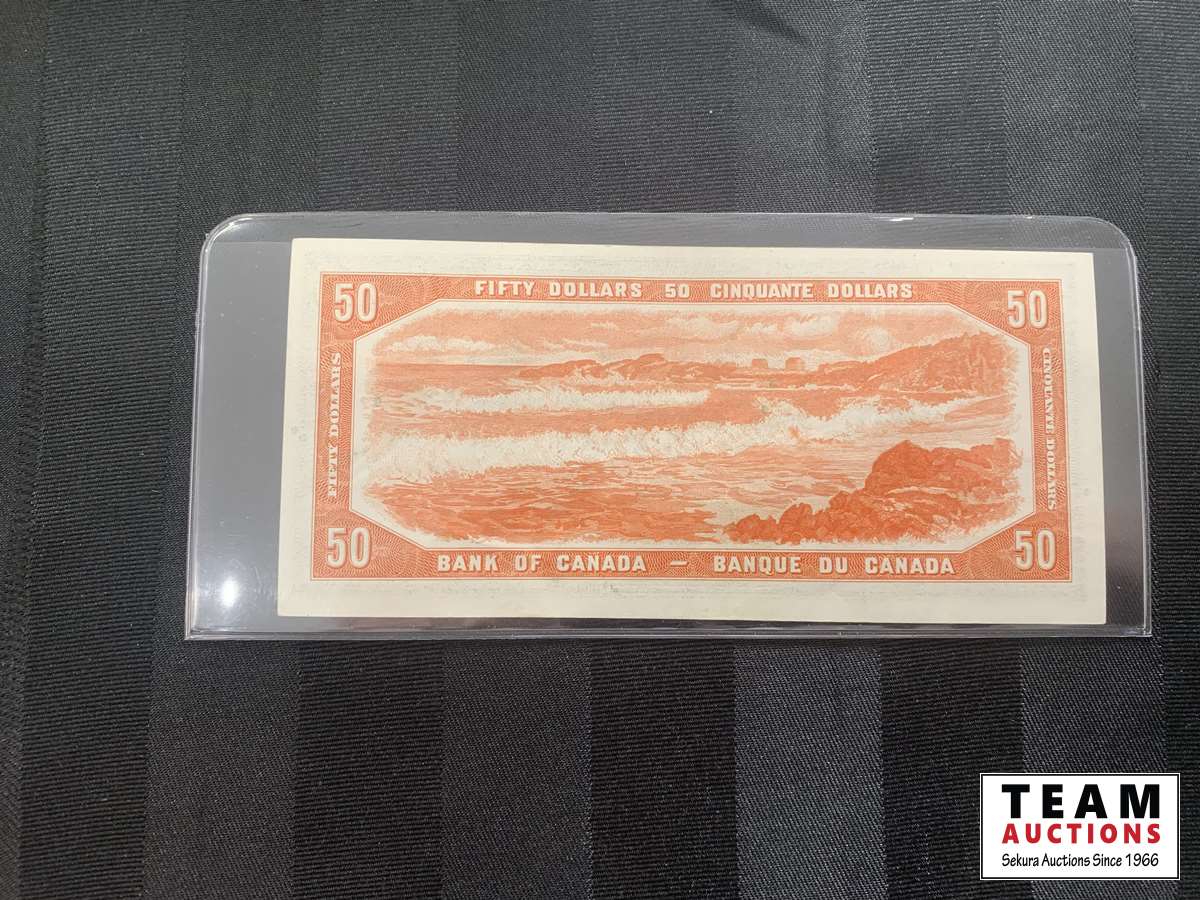 50 FIFTY DOLLARS 50 CINQUANTE DOLLARS 50
FIFTY DOLLARS
CINQUANTE DOLLARS
50 BANK OF CANADA — BANQUE DU CANADA 50
TEAM
AUCTIONS
Sekura Auctions Since 1966